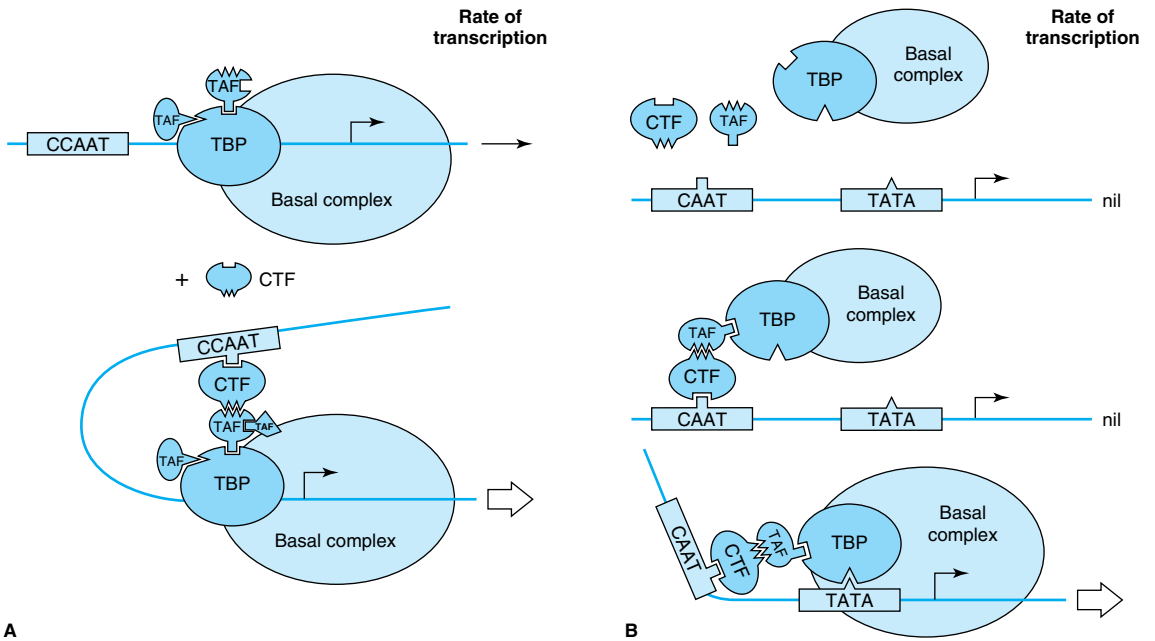 Rate of
transcription
TAF
TAF
CCAAT
TBP
Basal complex
+
CTF
CCAAT
CTF
TAF
TAF
TAF
TBP
Basal complex
A
Rate of
transcription
Basal
complex
TBP
CTF
TAF
CAAT
TATA
nil
Basal
complex
TAF
TBP
CTF
CAAT
TATA
nil
Basal
complex
CAAT
CTF
TAF
TBP
TATA
B